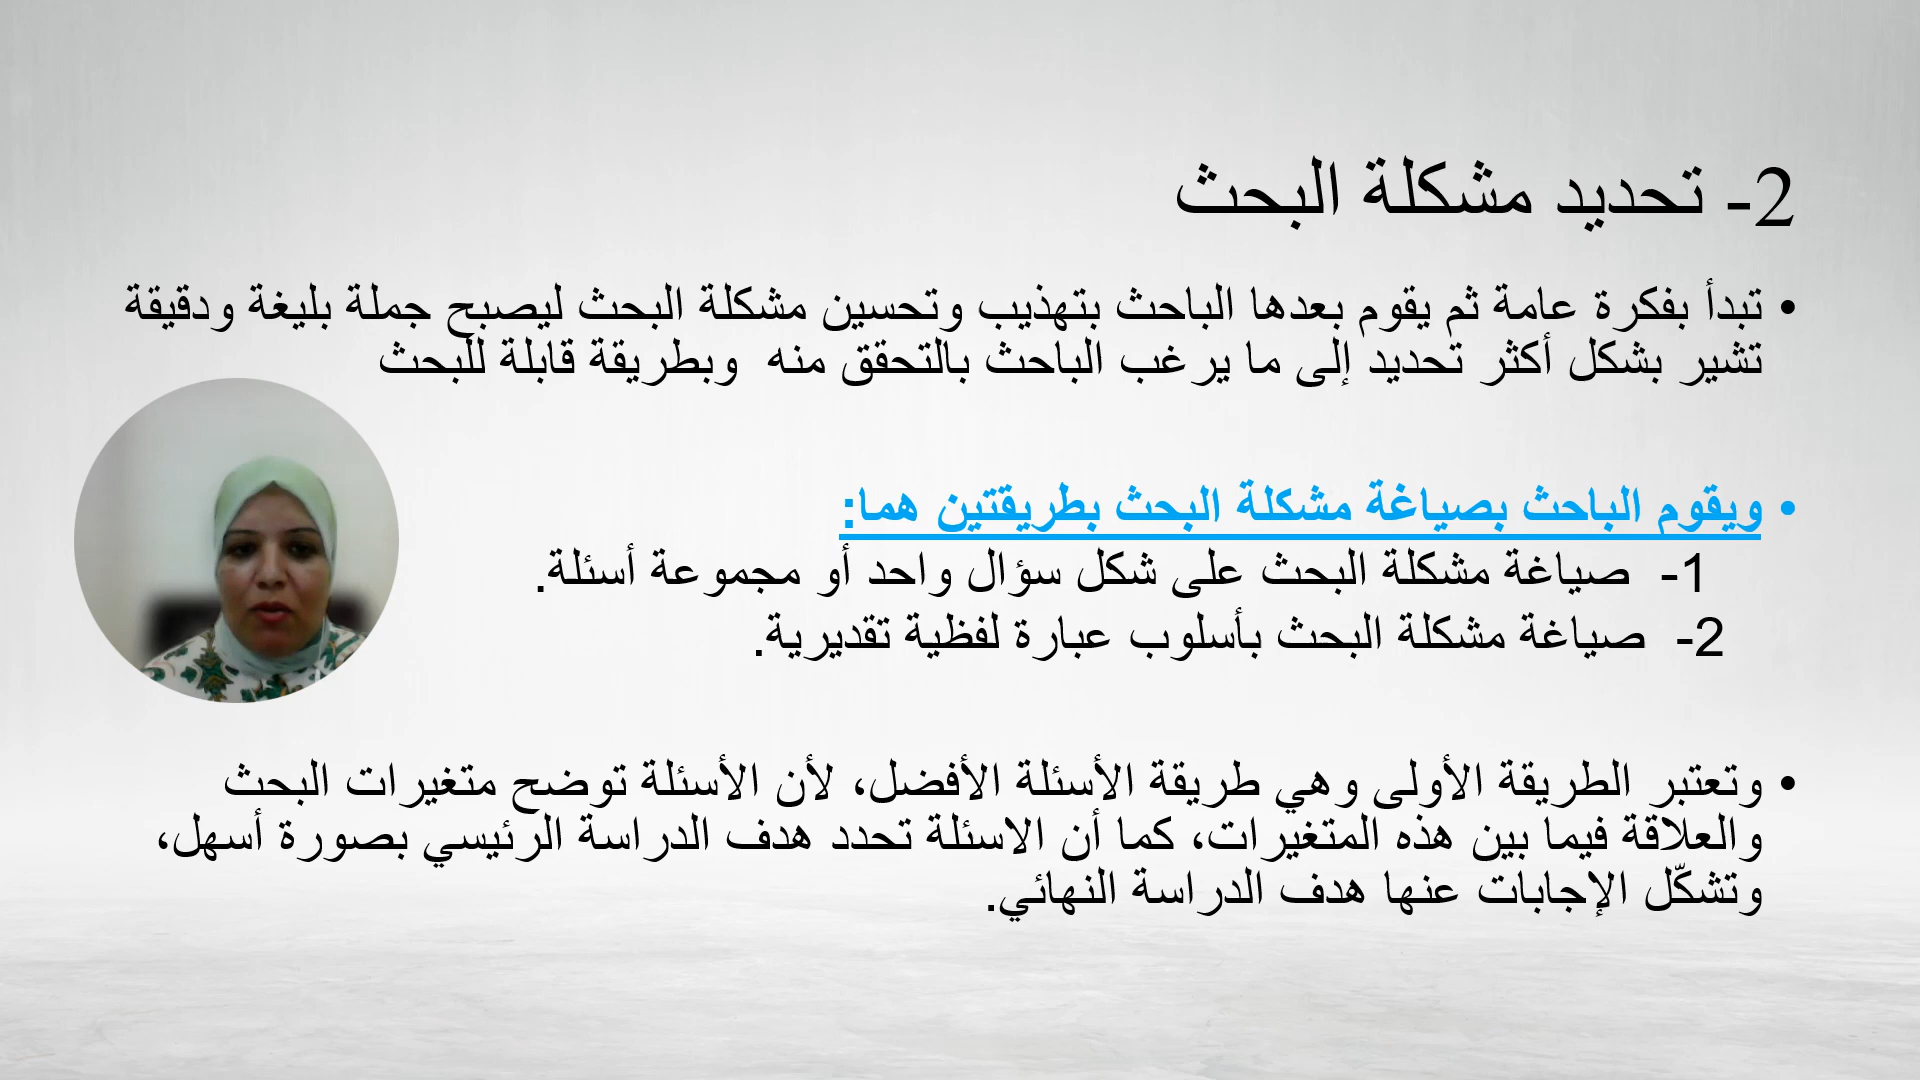 2- تحديد مشكلة البحث
• تبدأ بفكرة عامة ثم يقوم بعدها الباحث بتهذيب وتحسين مشكلة البحث ليصبح جملة بليغة ودقيقة
تشير بشكل أكثر تحديد إلى ما يرغب الباحث بالتحقق منه وبطريقة قابلة للبحث
• ويقوم الباحث بصياغة مشكلة البحث بطريقتين هما:
1- صياغة مشكلة البحث على شكل سؤال واحد أو مجموعة أسئلة.
2- صياغة مشكلة البحث بأسلوب عبارة لفظية تقديرية.
• وتعتبر الطريقة الأولى وهي طريقة الأسئلة الأفضل، لأن الأسئلة توضح متغيرات البحث
والعلاقة فيما بين هذه المتغيرات، كما أن الاسئلة تحدد هدف الدراسة الرئيسي بصورة أسهل،
وتشكّل الإجابات عنها هدف الدراسة النهائي.